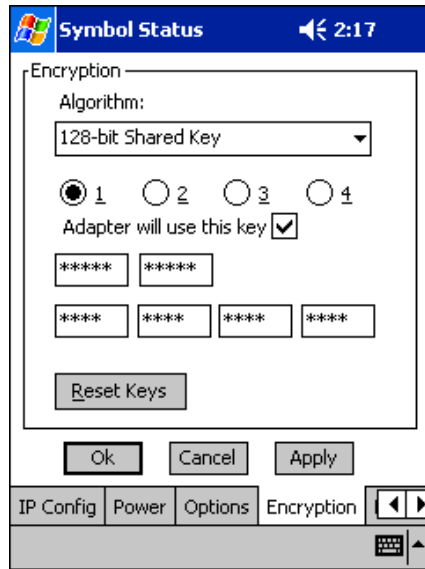 Symbol Status 2:17
Encryption
Algorithm:
128-bit Shared Key
1 2 3 4
Adapter will use this key
***** *****
**** **** **** ****
Reset Keys
Ok Cancel Apply
IP Config Power Options Encryption